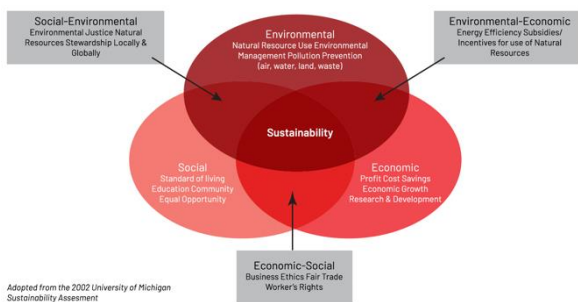 Social-Environmental
Environmental Justice Natural
Resources Stewardship Locally &
Globally
Environmental
Natural Resource Use Environmental
Management Pollution Prevention
(air, water, land, waste)
Environmental-Economic
Energy Efficiency Subsidies/
Incentives for use of Natural
Resources
Sustainability
Social
Standard of living
Education Community
Equal Opportunity
Economic
Profit Cost Savings
Economic Growth
Research & Development
Economic-Social
Business Ethics Fair Trade
Worker's Rights
Adopted from the 2002 University of Michigan
Sustainability Assesment